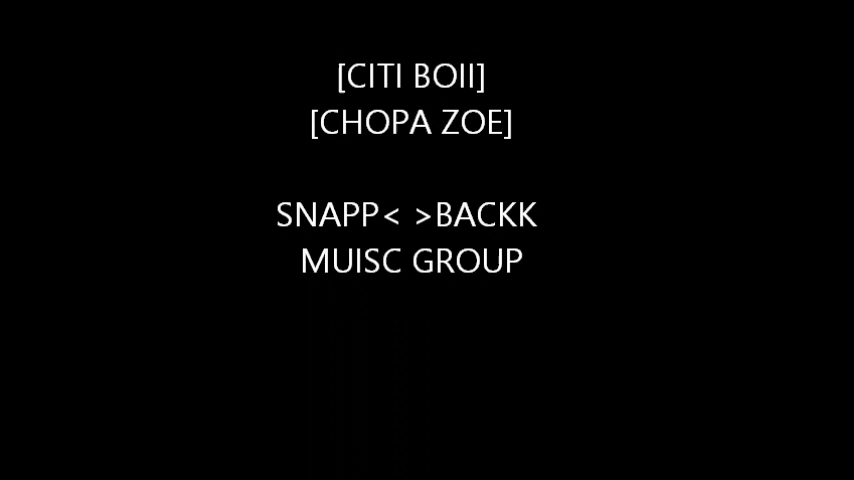 [CITI BOII]
[CHOPA ZOE]
SNAPP< >BACKK
MUISC GROUP